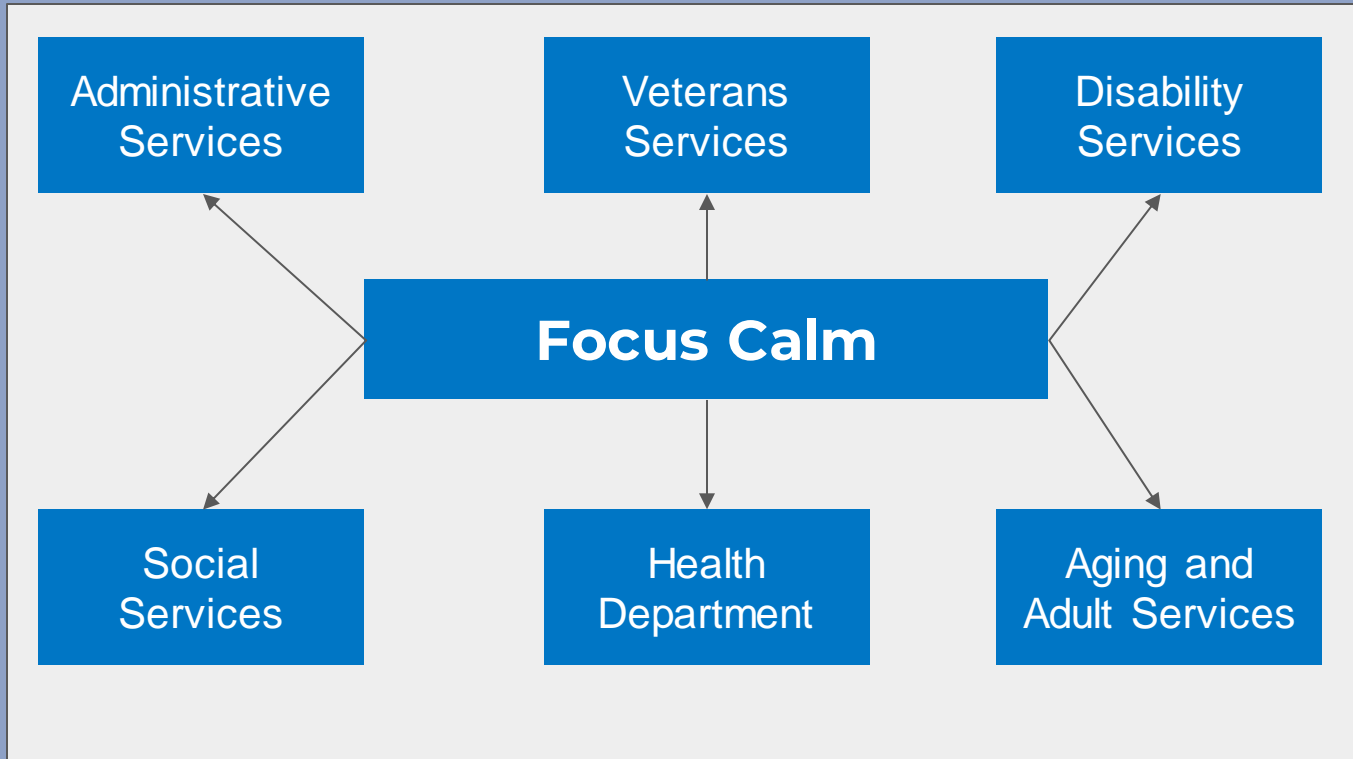 Administrative
Services
Veterans
Services
Disability
Services
Focus Calm
Social
Services
Health
Department
Aging and
Adult Services